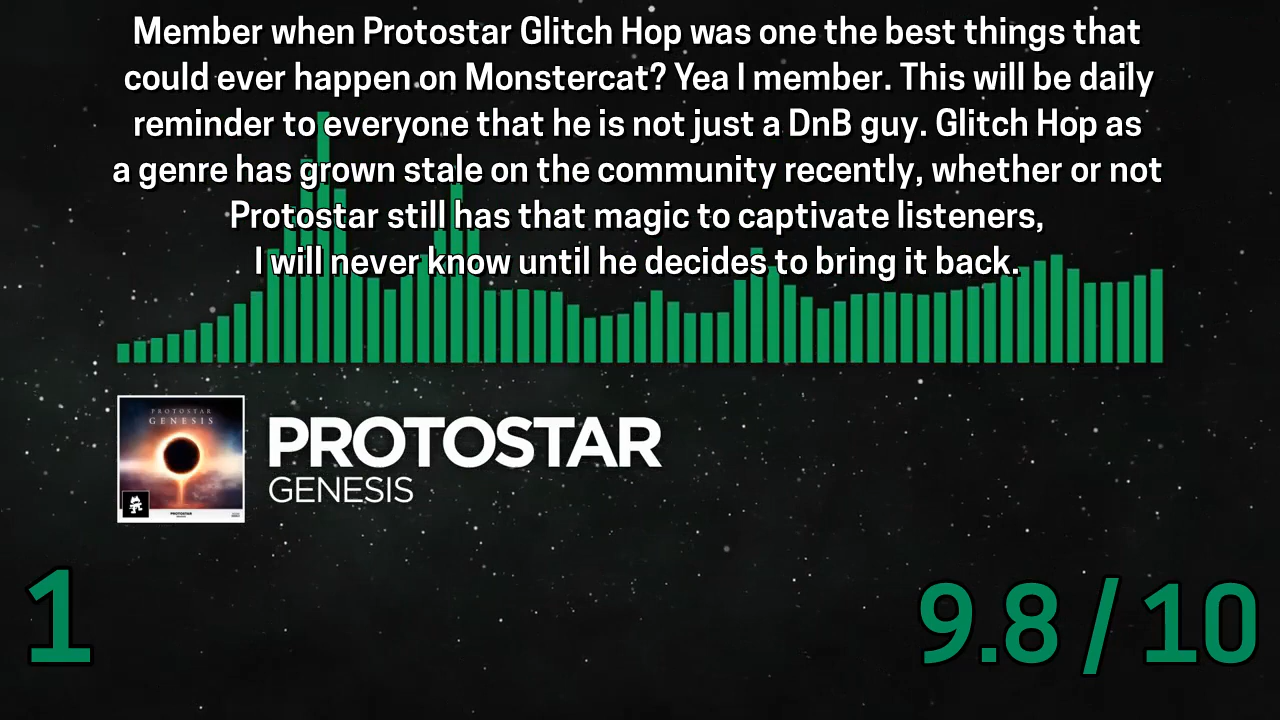 Member when Protostar Glitch Hop was one the best things that
could ever happen on Monstercat? Yea I member. This will be daily
reminder to everyone that he is not just a DnB guy. Glitch Hop as
a genre has grown stale on the community recently, whether or not
Protostar still has that magic to captivate listeners,
I will never know until he decides to bring it back.
PROTOSTAR
GENESIS
PROTOSTAR
GENESIS
1
9.8 / 10